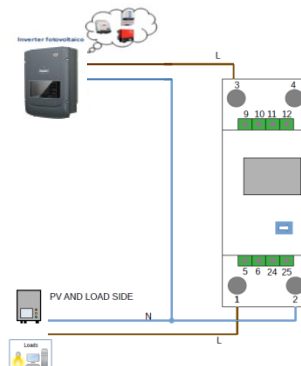 Inverter fotovoltaico
L
3 4
9 10 11 12
5 6 24 25
1 2
PV AND LOAD SIDE
N
L
Loads